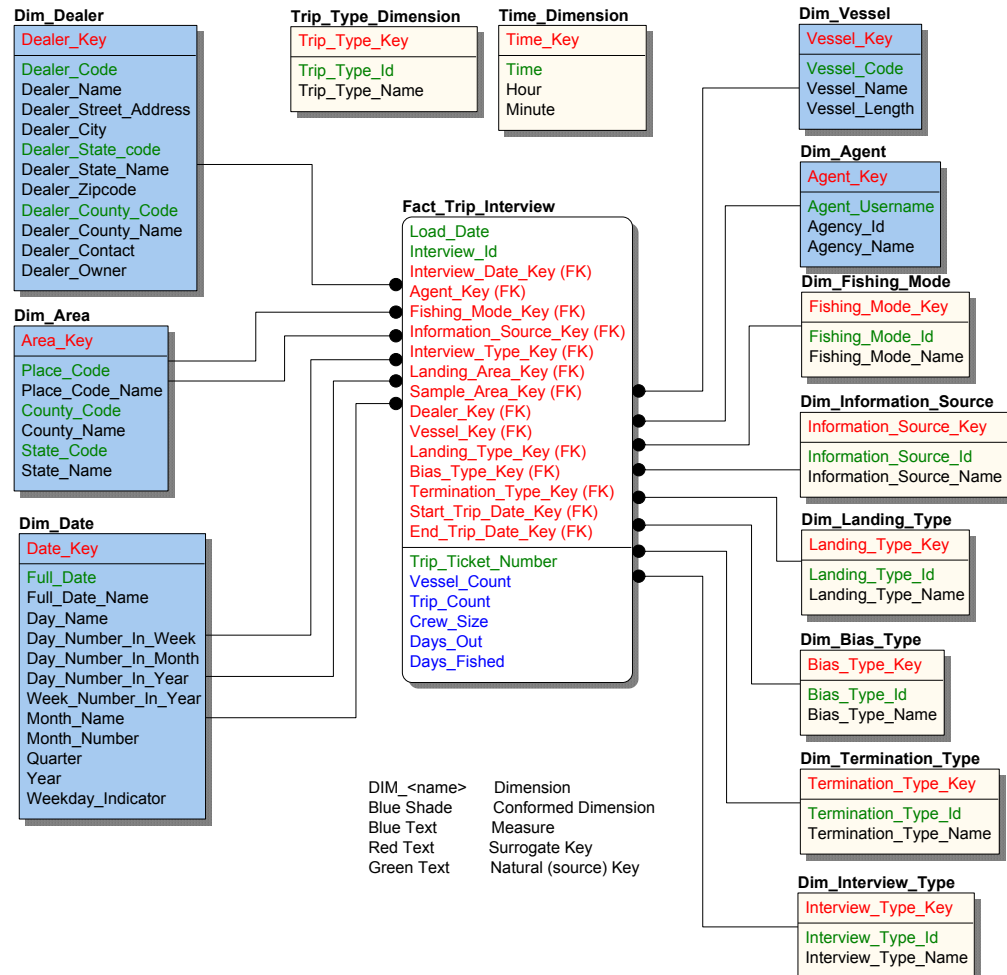 Dim_Dealer
Dealer_Key
Dealer_Code
Dealer_Name
Dealer_Street_Address
Dealer_City
Dealer_State_code
Dealer_State_Name
Dealer_Zipcode
Dealer_County_Code
Dealer_County_Name
Dealer_Contact
Dealer_Owner
Dim_Area
Area_Key
Place_Code
Place_Code_Name
County_Code
County_Name
State_Code
State_Name
Dim_Date
Date_Key
Full_Date
Full_Date_Name
Day_Name
Day_Number_In_Week
Day_Number_In_Month
Day_Number_In_Year
Week_Number_In_Year
Month_Name
Month_Number
Quarter
Year
Weekday_Indicator
Trip_Type_Dimension
Trip_Type_Key
Trip_Type_Id
Trip_Type_Name
Time_Dimension
Time_Key
Time
Hour
Minute
Fact_Trip_Interview
Load_Date
Interview_Id
Interview_Date_Key (FK)
Agent_Key (FK)
Fishing_Mode_Key (FK)
Information_Source_Key (FK)
Interview_Type_Key (FK)
Landing_Area_Key (FK)
Sample_Area_Key (FK)
Dealer_Key (FK)
Vessel_Key (FK)
Landing_Type_Key (FK)
Bias_Type_Key (FK)
Termination_Type_Key (FK)
Start_Trip_Date_Key (FK)
End_Trip_Date_Key (FK)
Trip_Ticket_Number
Vessel_Count
Trip_Count
Crew_Size
Days_Out
Days_Fished
DIM_<name> Dimension
Blue Shade Conformed Dimension
Blue Text Measure
Red Text Surrogate Key
Green Text Natural (source) Key
Dim_Vessel
Vessel_Key
Vessel_Code
Vessel_Name
Vessel_Length
Dim_Agent
Agent_Key
Agent_Username
Agency_Id
Agency_Name
Dim_Fishing_Mode
Fishing_Mode_Key
Fishing_Mode_Id
Fishing_Mode_Name
Dim_Information_Source
Information_Source_Key
Information_Source_Id
Information_Source_Name
Dim_Landing_Type
Landing_Type_Key
Landing_Type_Id
Landing_Type_Name
Dim_Bias_Type
Bias_Type_Key
Bias_Type_Id
Bias_Type_Name
Dim_Termination_Type
Termination_Type_Key
Termination_Type_Id
Termination_Type_Name
Dim_Interview_Type
Interview_Type_Key
Interview_Type_Id
Interview_Type_Name